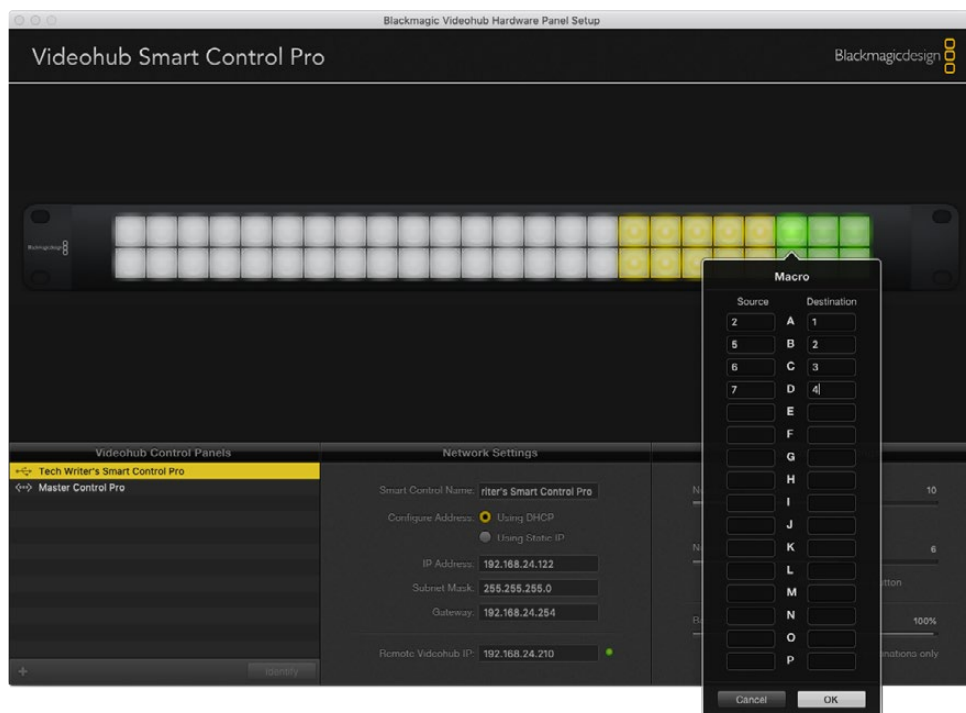 Blackmagic Videohub Hardware Panel Setup
Videohub Smart Control Pro
Blackmagicdesign
Blackmagicdesign
Macro
Source Destination
2 A 1
5 B 2
6 C 3
7 D 4
E
F
G
H
I
J
K
L
M
N
O
P
Cancel OK
Videohub Control Panels
Tech Writer's Smart Control Pro
Master Control Pro
Identify
Network Settings
Smart Control Name: riter's Smart Control Pro
Configure Address: Using DHCP
Using Static IP
IP Address: 192.168.24.122
Subnet Mask: 255.255.255.0
Gateway: 192.168.24.254
Remote Videohub IP: 192.168.24.210
10
6
100%
only